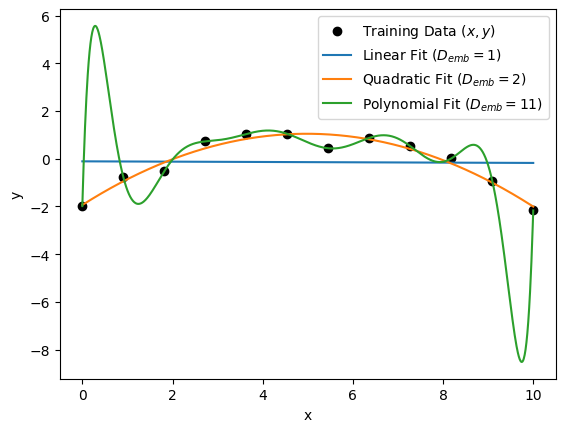 Training Data (x, y)
Linear Fit (D_emb = 1)
Quadratic Fit (D_emb = 2)
Polynomial Fit (D_emb = 11)
6
4
2
0
−2
−4
−6
−8
y
0 2 4 6 8 10
x